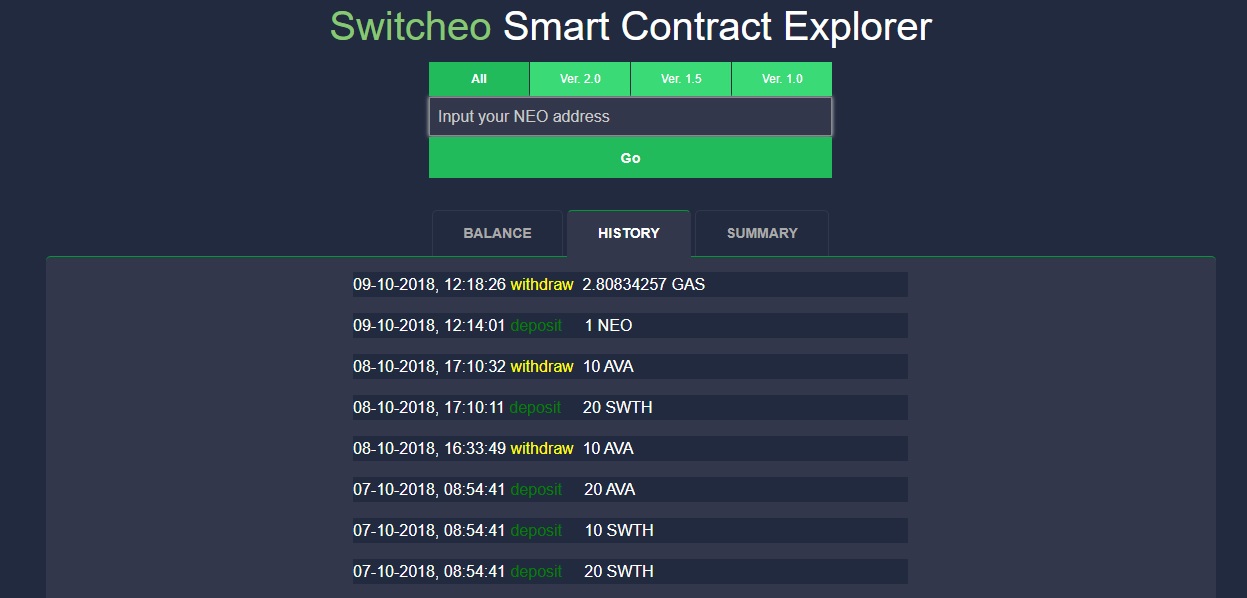 Switcheo Smart Contract Explorer
All Ver. 2.0 Ver. 1.5 Ver. 1.0
Input your NEO address
Go
BALANCE HISTORY SUMMARY
09-10-2018, 12:18:26 withdraw 2.80834257 GAS
09-10-2018, 12:14:01 deposit 1 NEO
08-10-2018, 17:10:32 withdraw 10 AVA
08-10-2018, 17:10:11 deposit 20 SWTH
08-10-2018, 16:33:49 withdraw 10 AVA
07-10-2018, 08:54:41 deposit 20 AVA
07-10-2018, 08:54:41 deposit 10 SWTH
07-10-2018, 08:54:41 deposit 20 SWTH